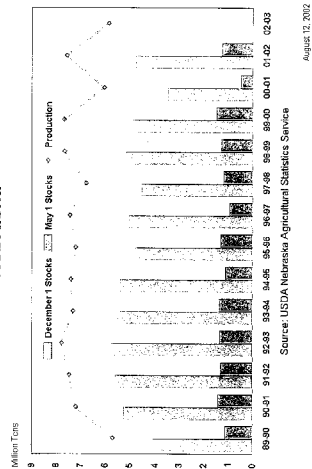 Million Tons
December 1 Stocks May 1 Stocks Production
9
8
7
6
5
4
3
2
1
0
89-90 90-91 91-92 92-93 93-94 94-95 95-96 96-97 97-98 98-99 99-00 00-01 01-02 02-03
Source: USDA Nebraska Agricultural Statistics Service
August 12, 2002